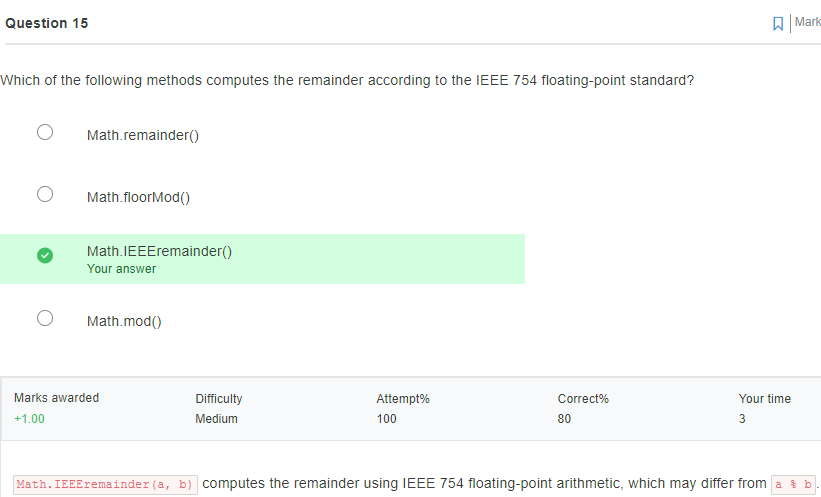 Question 15
Mark
Which of the following methods computes the remainder according to the IEEE 754 floating-point standard?
Math.remainder()
Math.floorMod()
Math.IEEEremainder()
Your answer
Math.mod()
Marks awarded Difficulty Attempt% Correct% Your time
+1.00 Medium 100 80 3
Math.IEEEremainder(a, b) computes the remainder using IEEE 754 floating-point arithmetic, which may differ from a % b.